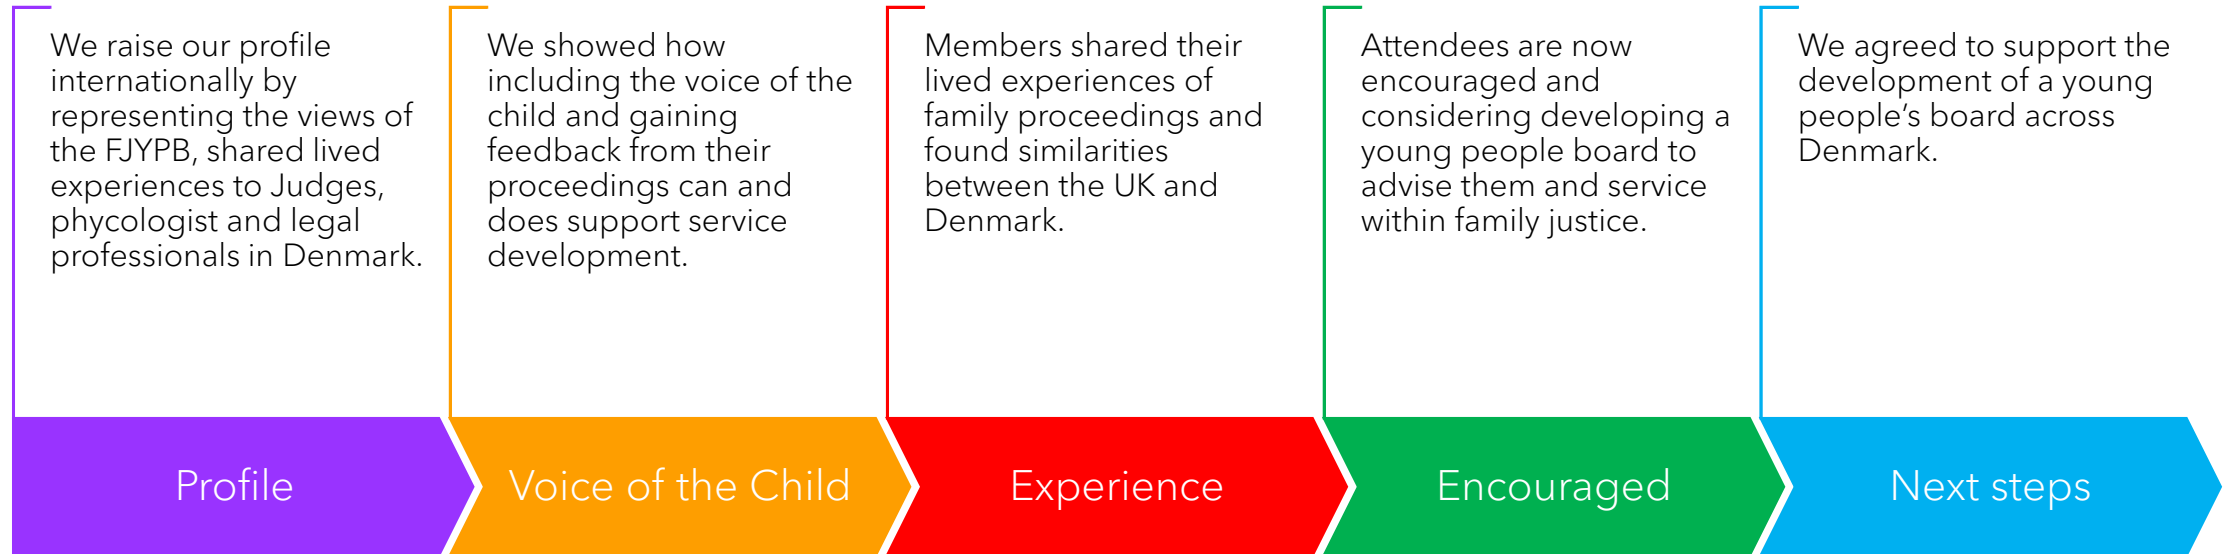 We raise our profile
internationally by
representing the views of
the FJYPB, shared lived
experiences to Judges,
phycologist and legal
professionals in Denmark.
We showed how
including the voice of the
child and gaining
feedback from their
proceedings can and
does support service
development.
Members shared their
lived experiences of
family proceedings and
found similarities
between the UK and
Denmark.
Attendees are now
encouraged and
considering developing a
young people board to
advise them and service
within family justice.
We agreed to support the
development of a young
people’s board across
Denmark.
Profile
Voice of the Child
Experience
Encouraged
Next steps